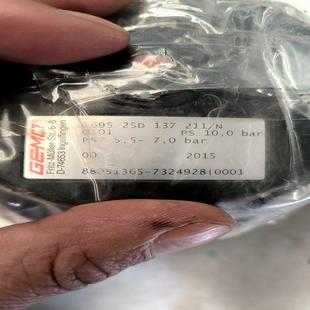 GEMÜ
Fritz-Müller-Str. 6-8
D-74653 Ingelfingen
695 25D 137 211/N
PS 10,0 bar
5,5- 7,0 bar
2015
88051365-7324928|0001